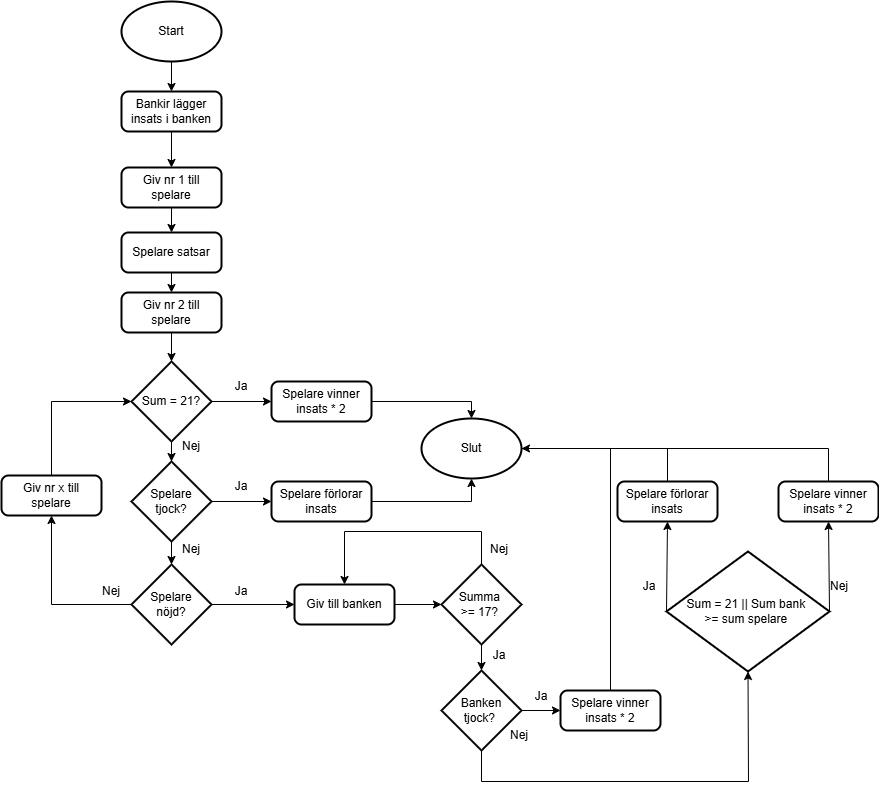 Start
Bankir lägger
insats i banken
Giv nr 1 till
spelare
Spelare satsar
Giv nr 2 till
spelare
Sum = 21?
Ja
Spelare vinner
insats * 2
Nej
Slut
Giv nr x till
spelare
Spelare
tjock?
Ja
Spelare förlorar
insats
Spelare förlorar
insats
Spelare vinner
insats * 2
Nej
Nej
Spelare
nöjd?
Nej
Ja
Giv till banken
Summa
>= 17?
Ja
Sum = 21 || Sum bank
>= sum spelare
Nej
Ja
Banken
tjock?
Ja
Spelare vinner
insats * 2
Nej